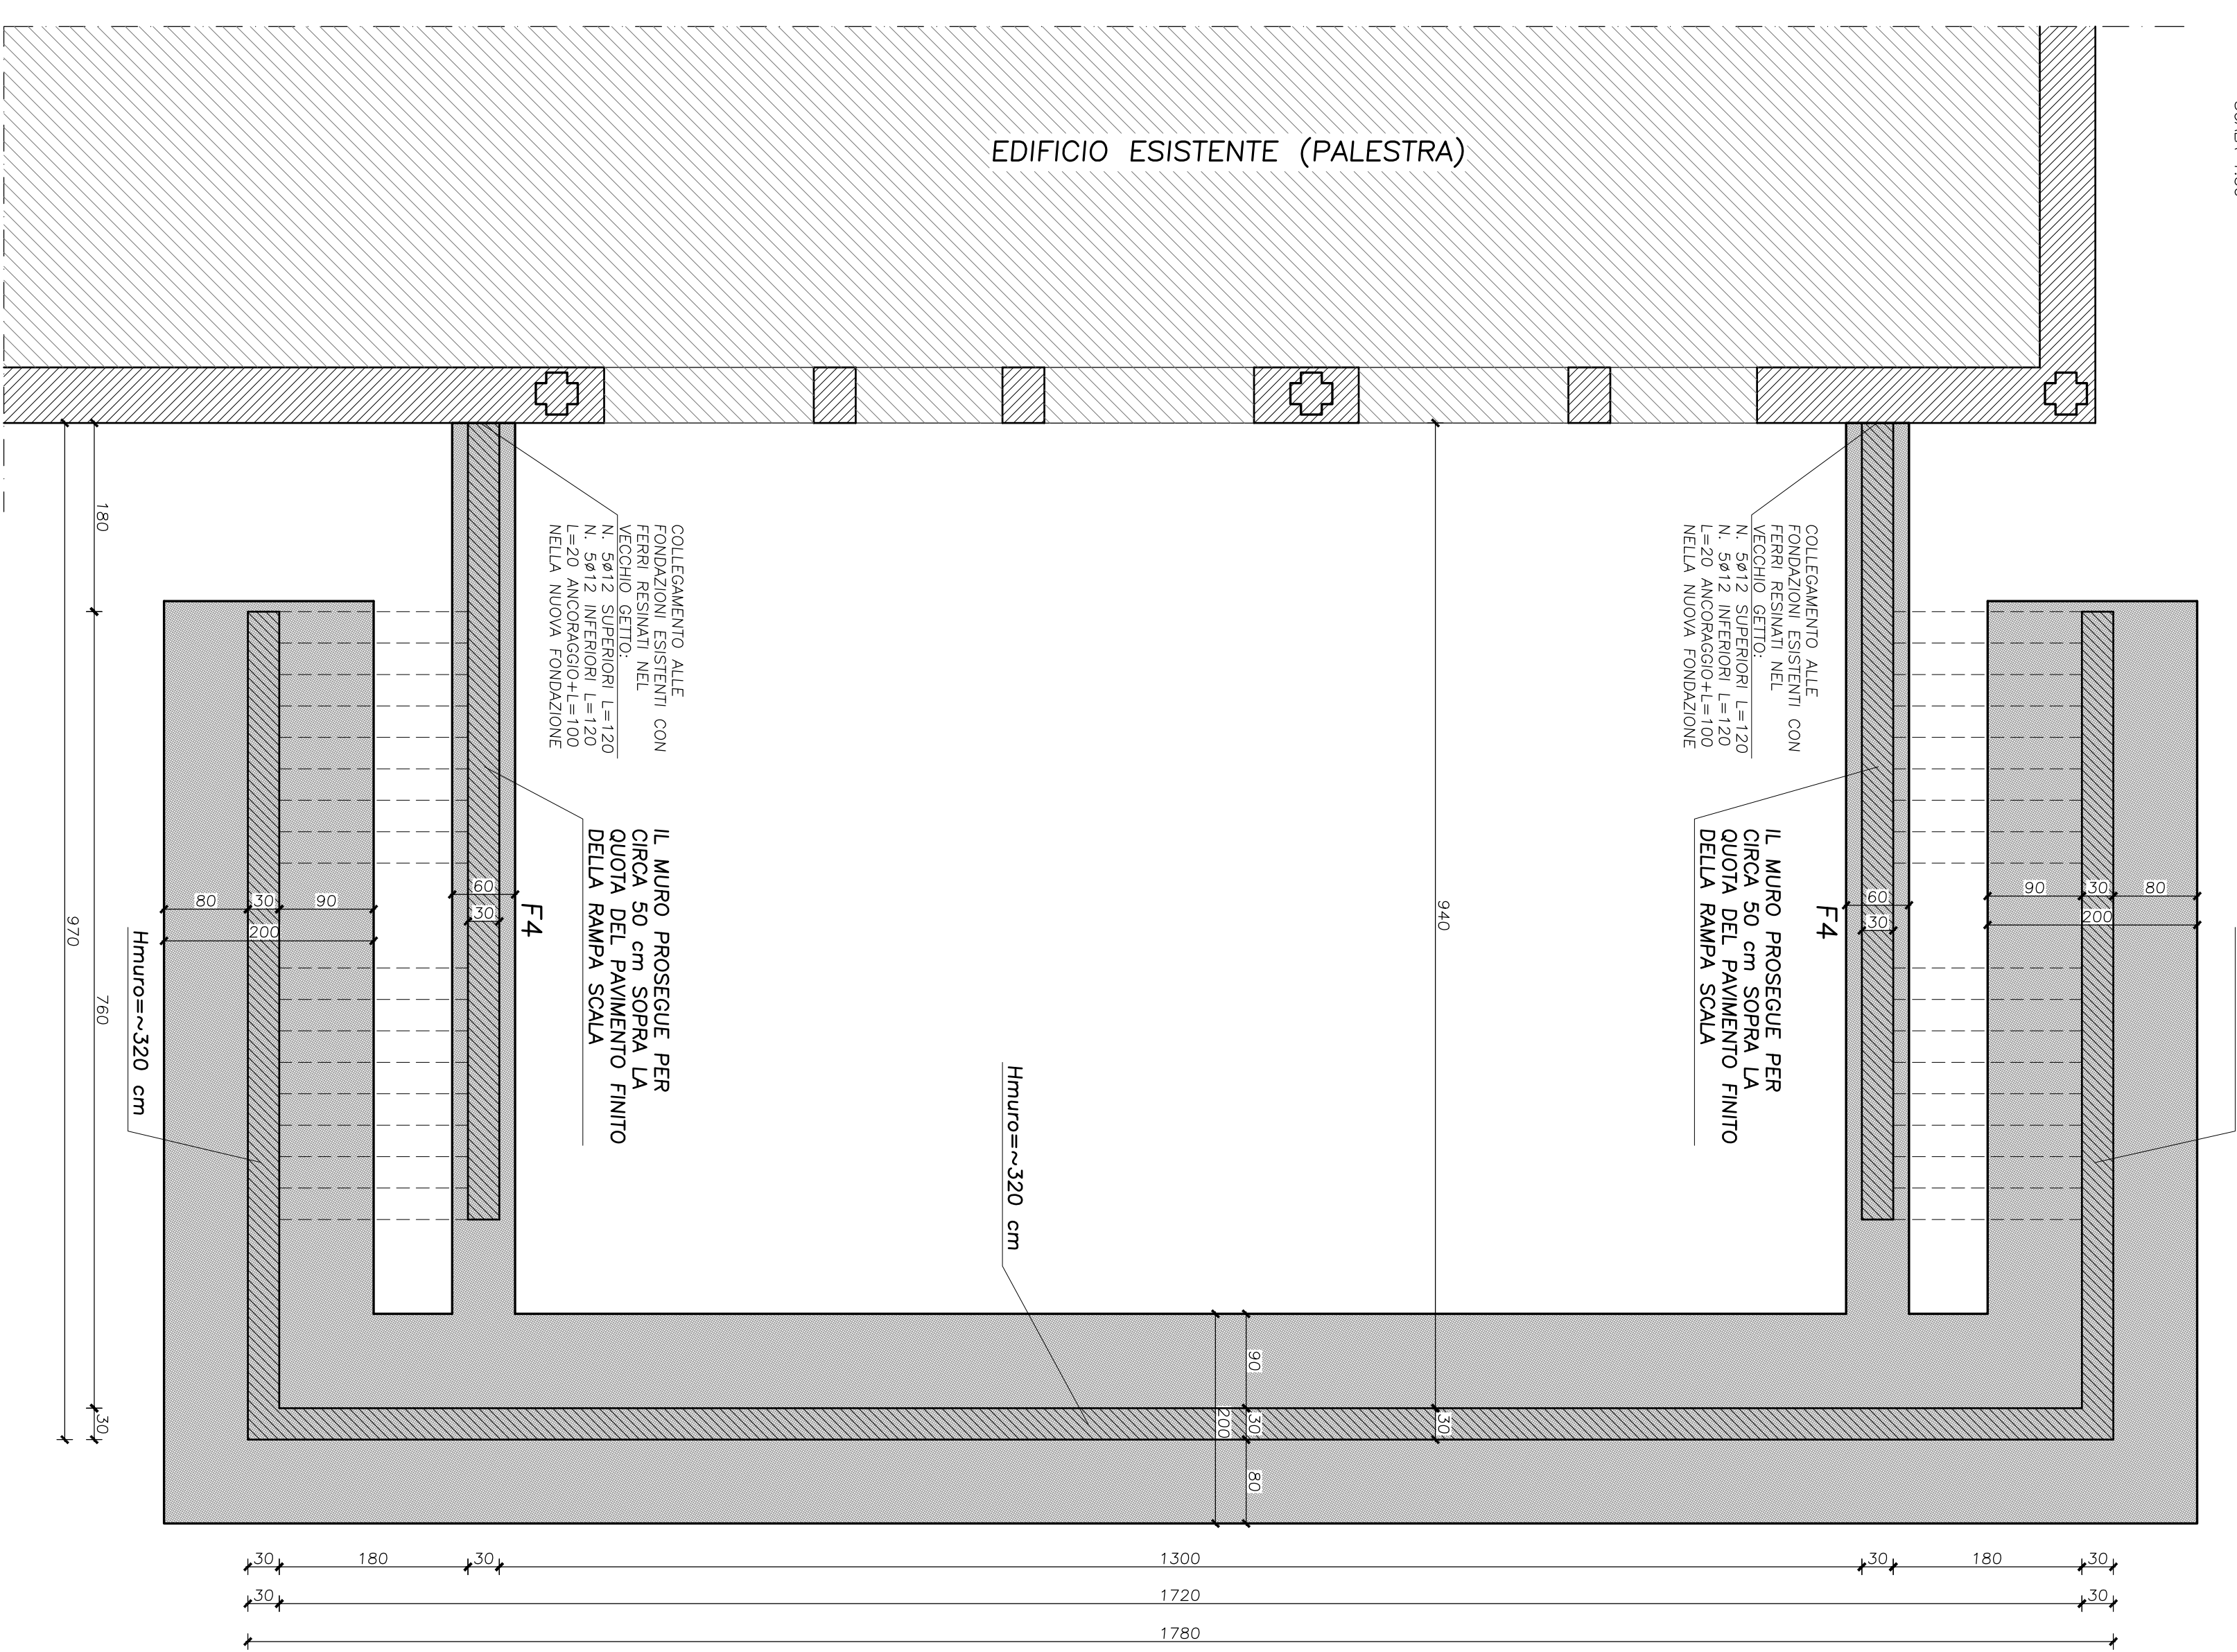 EDIFICIO ESISTENTE (PALESTRA)
COLLEGAMENTO ALLE
FONDAZIONI ESISTENTI CON
FERRI RESINATI NEL
VECCHIO GETTO:
N. 5ø12 SUPERIORI L=120
N. 5ø12 INFERIORI L=120
L=20 ANCORAGGIO+L=100
NELLA NUOVA FONDAZIONE
COLLEGAMENTO ALLE
FONDAZIONI ESISTENTI CON
FERRI RESINATI NEL
VECCHIO GETTO:
N. 5ø12 SUPERIORI L=120
N. 5ø12 INFERIORI L=120
L=20 ANCORAGGIO+L=100
NELLA NUOVA FONDAZIONE
IL MURO PROSEGUE PER
CIRCA 50 cm SOPRA LA
QUOTA DEL PAVIMENTO FINITO
DELLA RAMPA SCALA
IL MURO PROSEGUE PER
CIRCA 50 cm SOPRA LA
QUOTA DEL PAVIMENTO FINITO
DELLA RAMPA SCALA
F4
F4
Hmuro=~320 cm
Hmuro=~320 cm
180
760
30
970
940
30
80
30
90
200
60
30
60
30
90
30
80
200
90
30
80
200
30
180
30
1300
30
180
30
30
1720
30
1780